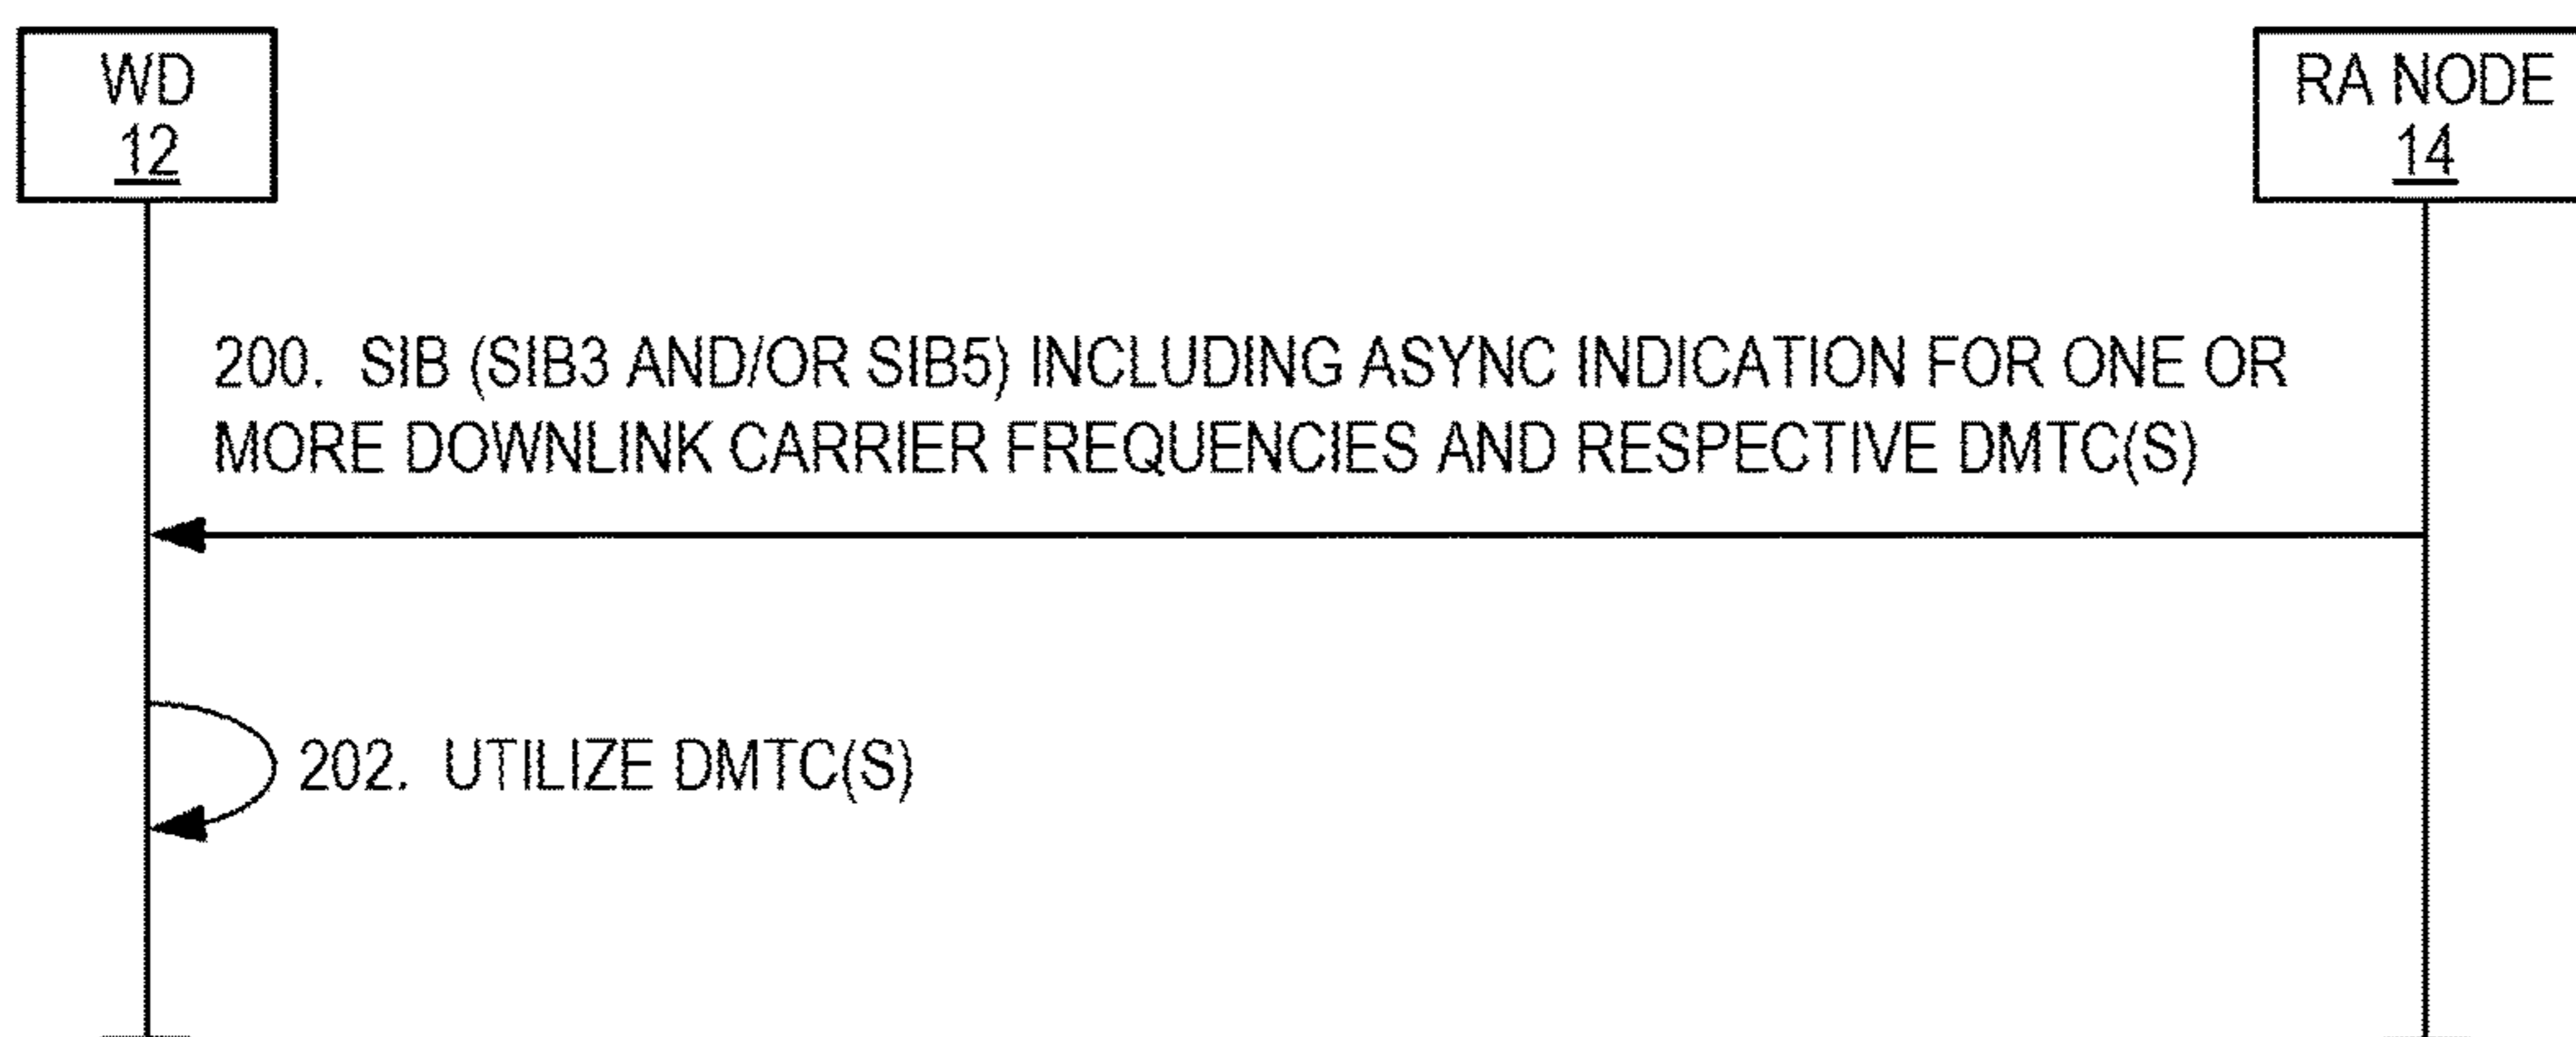 WD
12
RA NODE
14
200. SIB (SIB3 AND/OR SIB5) INCLUDING ASYNC INDICATION FOR ONE OR
MORE DOWNLINK CARRIER FREQUENCIES AND RESPECTIVE DMTC(S)
202. UTILIZE DMTC(S)